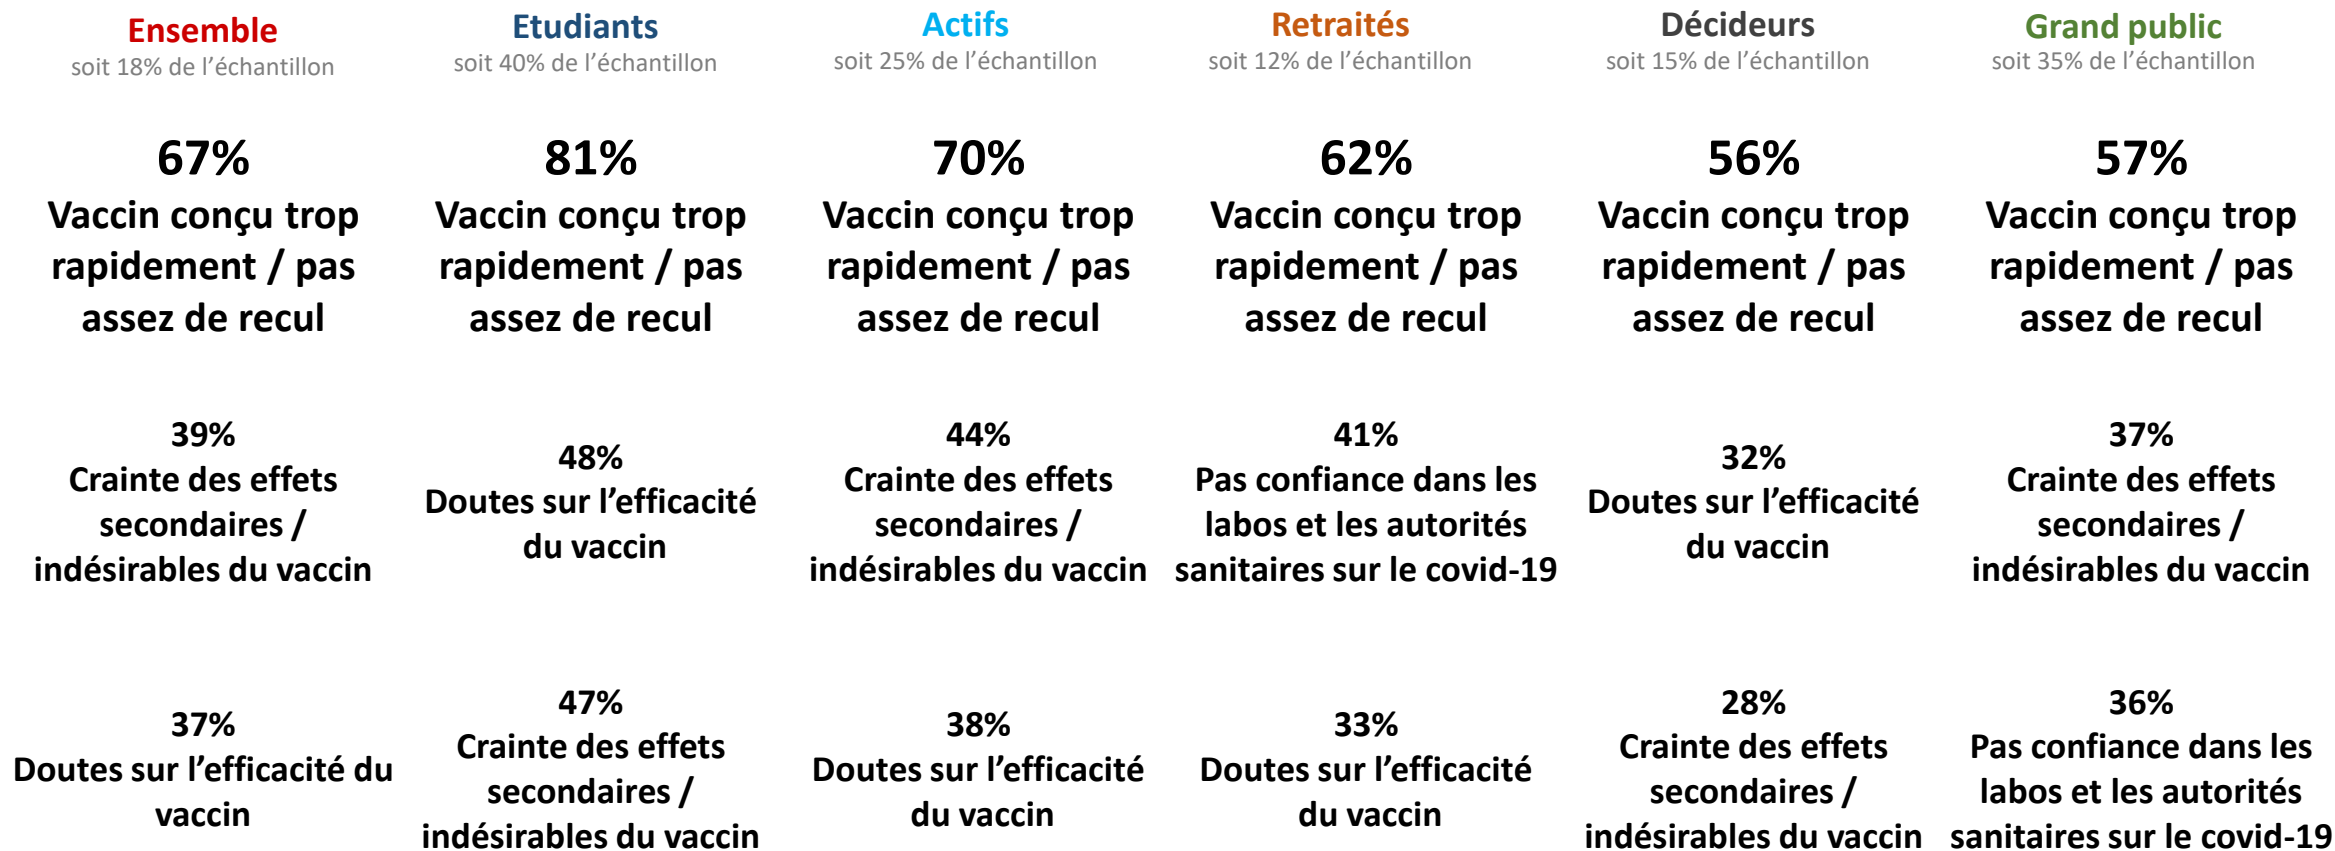 Ensemble
soit 18% de l’échantillon
67%
Vaccin conçu trop
rapidement / pas
assez de recul
39%
Crainte des effets
secondaires /
indésirables du vaccin
37%
Doutes sur l’efficacité du
vaccin
Etudiants
soit 40% de l’échantillon
81%
Vaccin conçu trop
rapidement / pas
assez de recul
48%
Doutes sur l’efficacité
du vaccin
47%
Crainte des effets
secondaires /
indésirables du vaccin
Actifs
soit 25% de l’échantillon
70%
Vaccin conçu trop
rapidement / pas
assez de recul
44%
Crainte des effets
secondaires /
indésirables du vaccin
38%
Doutes sur l’efficacité
du vaccin
Retraités
soit 12% de l’échantillon
62%
Vaccin conçu trop
rapidement / pas
assez de recul
41%
Pas confiance dans les
labos et les autorités
sanitaires sur le covid-19
33%
Doutes sur l’efficacité
du vaccin
Décideurs
soit 15% de l’échantillon
56%
Vaccin conçu trop
rapidement / pas
assez de recul
32%
Doutes sur l’efficacité
du vaccin
28%
Crainte des effets
secondaires /
indésirables du vaccin
Grand public
soit 35% de l’échantillon
57%
Vaccin conçu trop
rapidement / pas
assez de recul
37%
Crainte des effets
secondaires /
indésirables du vaccin
36%
Pas confiance dans les
labos et les autorités
sanitaires sur le covid-19